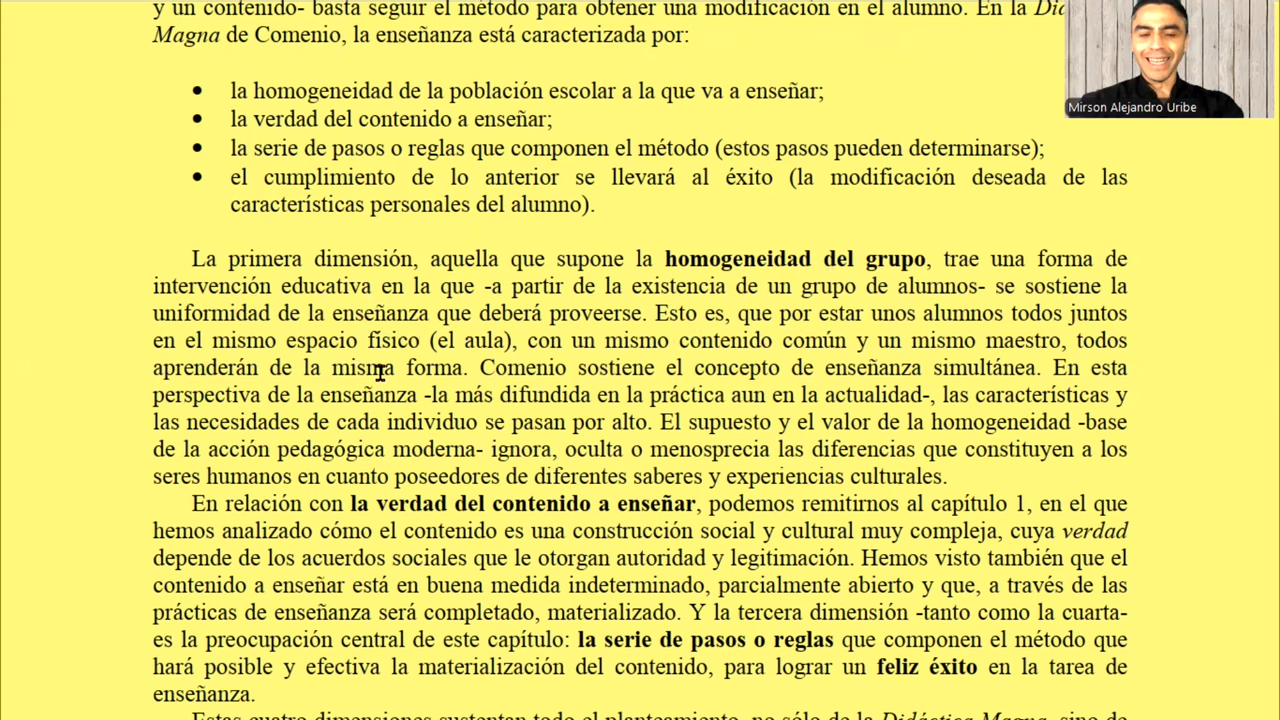 y un contenido- basta seguir el método para obtener una modificación en el alumno. En la
Magna de Comenio, la enseñanza está caracterizada por:
Mirson Alejandro Uribe
• la homogeneidad de la población escolar a la que va a enseñar;
• la verdad del contenido a enseñar;
• la serie de pasos o reglas que componen el método (estos pasos pueden determinarse);
• el cumplimiento de lo anterior se llevará al éxito (la modificación deseada de las
características personales del alumno).
La primera dimensión, aquella que supone la homogeneidad del grupo, trae una forma de
intervención educativa en la que -a partir de la existencia de un grupo de alumnos- se sostiene la
uniformidad de la enseñanza que deberá proveerse. Esto es, que por estar unos alumnos todos juntos
en el mismo espacio físico (el aula), con un mismo contenido común y un mismo maestro, todos
aprenderán de la misma forma. Comenio sostiene el concepto de enseñanza simultánea. En esta
perspectiva de la enseñanza -la más difundida en la práctica aun en la actualidad-, las características y
las necesidades de cada individuo se pasan por alto. El supuesto y el valor de la homogeneidad -base
de la acción pedagógica moderna- ignora, oculta o menosprecia las diferencias que constituyen a los
seres humanos en cuanto poseedores de diferentes saberes y experiencias culturales.
En relación con la verdad del contenido a enseñar, podemos remitirnos al capítulo 1, en el que
hemos analizado cómo el contenido es una construcción social y cultural muy compleja, cuya verdad
depende de los acuerdos sociales que le otorgan autoridad y legitimación. Hemos visto también que el
contenido a enseñar está en buena medida indeterminado, parcialmente abierto y que, a través de las
prácticas de enseñanza será completado, materializado. Y la tercera dimensión -tanto como la cuarta-
es la preocupación central de este capítulo: la serie de pasos o reglas que componen el método que
hará posible y efectiva la materialización del contenido, para lograr un feliz éxito en la tarea de
enseñanza.
Estas cuatro dimensiones sustentan todo el planteamiento, no sólo de la Didáctica Magna, sino de